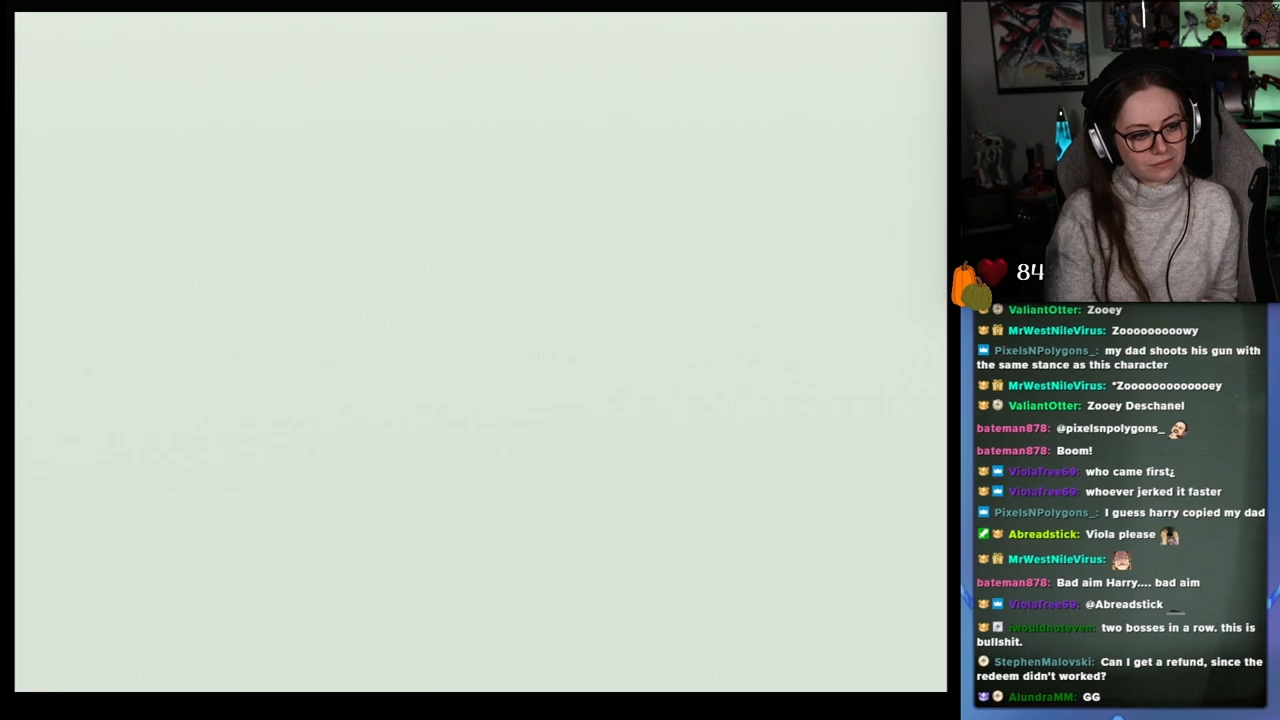 84
ValiantOtter: Zooey
MrWestNileVirus: Zooooooooowy
PixelsNPolygons_: my dad shoots his gun with
the same stance as this character
MrWestNileVirus: *Zoooooooooooooey
ValiantOtter: Zooey Deschanel
bateman878: @pixelsnpolygons_
bateman878: Boom!
ViolaTree69: who came first¿
ViolaTree69: whoever jerked it faster
PixelsNPolygons_: I guess harry copied my dad
Abreadstick: Viola please
MrWestNileVirus:
bateman878: Bad aim Harry.... bad aim
ViolaTree69: @Abreadstick
iwouldnoteven: two bosses in a row. this is
bullshit.
StephenMalovski: Can I get a refund, since the
redeem didn't worked?
AlundraMM: GG